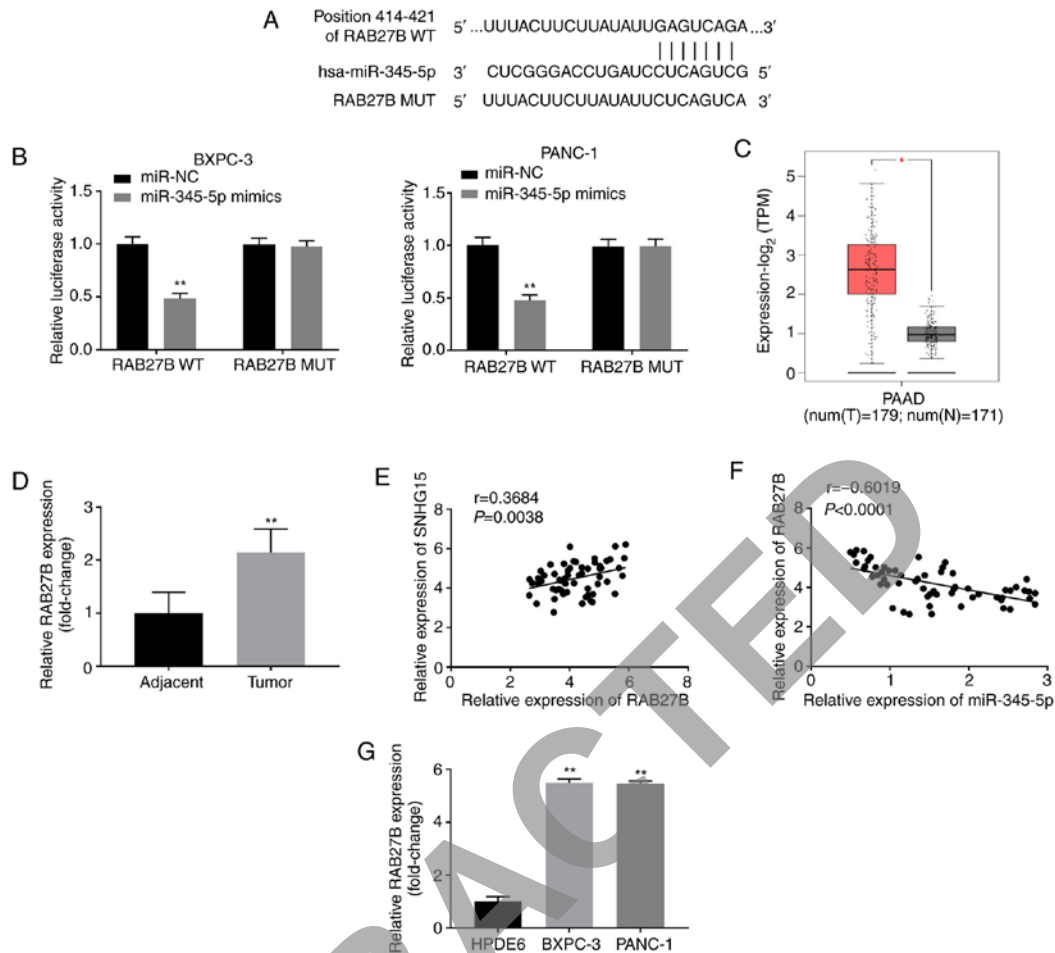 A
Position 414-421 of RAB27B WT 5′ ...UUUACUUCUUAUAUUGAGUCAGA...3′
hsa-miR-345-5p 3′ CUCGGGACCUGAUCCUCAGUCG 5′
RAB27B MUT 5′ UUUACUUCUUAUAUUCUCAGUCA 3′
B
BXPC-3
miR-NC
miR-345-5p mimics
Relative luciferase activity
1.5
1.0
0.5
0.0
**
RAB27B WT RAB27B MUT
PANC-1
miR-NC
miR-345-5p mimics
Relative luciferase activity
1.5
1.0
0.5
0.0
**
RAB27B WT RAB27B MUT
C
Expression-log2 (TPM)
5
4
3
2
1
0
*
PAAD
(num(T)=179; num(N)=171)
D
Relative RAB27B expression
(fold-change)
3
2
1
0
**
Adjacent Tumor
E
Relative expression of SNHG15
r=0.3684
P=0.0038
8
6
4
2
0
0 2 4 6 8
Relative expression of RAB27B
F
Relative expression of RAB27B
r=−0.6019
P<0.0001
8
6
4
2
0
0 1 2 3
Relative expression of miR-345-5p
G
Relative RAB27B expression
(fold-change)
6
4
2
0
** **
HPDE6 BXPC-3 PANC-1
RACTED